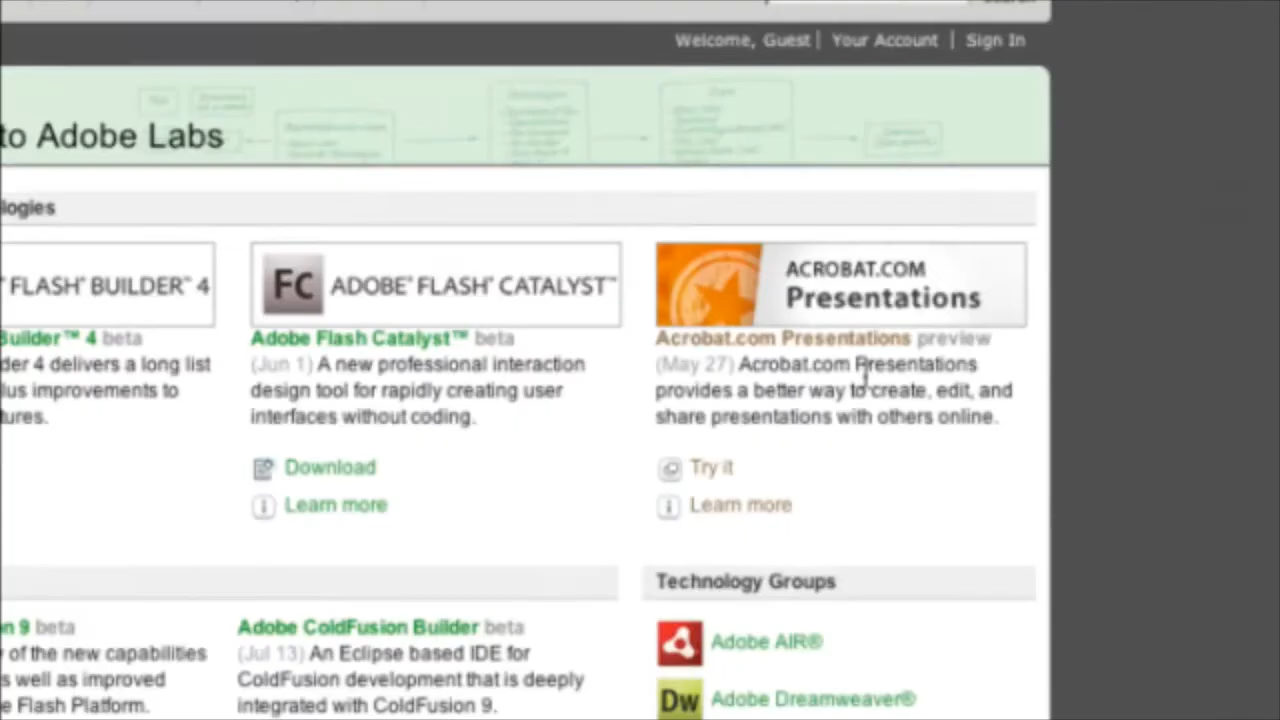 Welcome, Guest | Your Account | Sign In
to Adobe Labs
logies
FLASH® BUILDER™ 4
Fc ADOBE® FLASH® CATALYST™
ACROBAT.COM
Presentations
Builder™ 4 beta
der 4 delivers a long list
lus improvements to
tures.
Adobe Flash Catalyst™ beta
(Jun 1) A new professional interaction
design tool for rapidly creating user
interfaces without coding.
Download
Learn more
Acrobat.com Presentations preview
(May 27) Acrobat.com Presentations
provides a better way to create, edit, and
share presentations with others online.
Try it
Learn more
n 9 beta
y of the new capabilities
s well as improved
e Flash Platform.
Adobe ColdFusion Builder beta
(Jul 13) An Eclipse based IDE for
ColdFusion development that is deeply
integrated with ColdFusion 9.
Technology Groups
Adobe AIR®
Dw Adobe Dreamweaver®